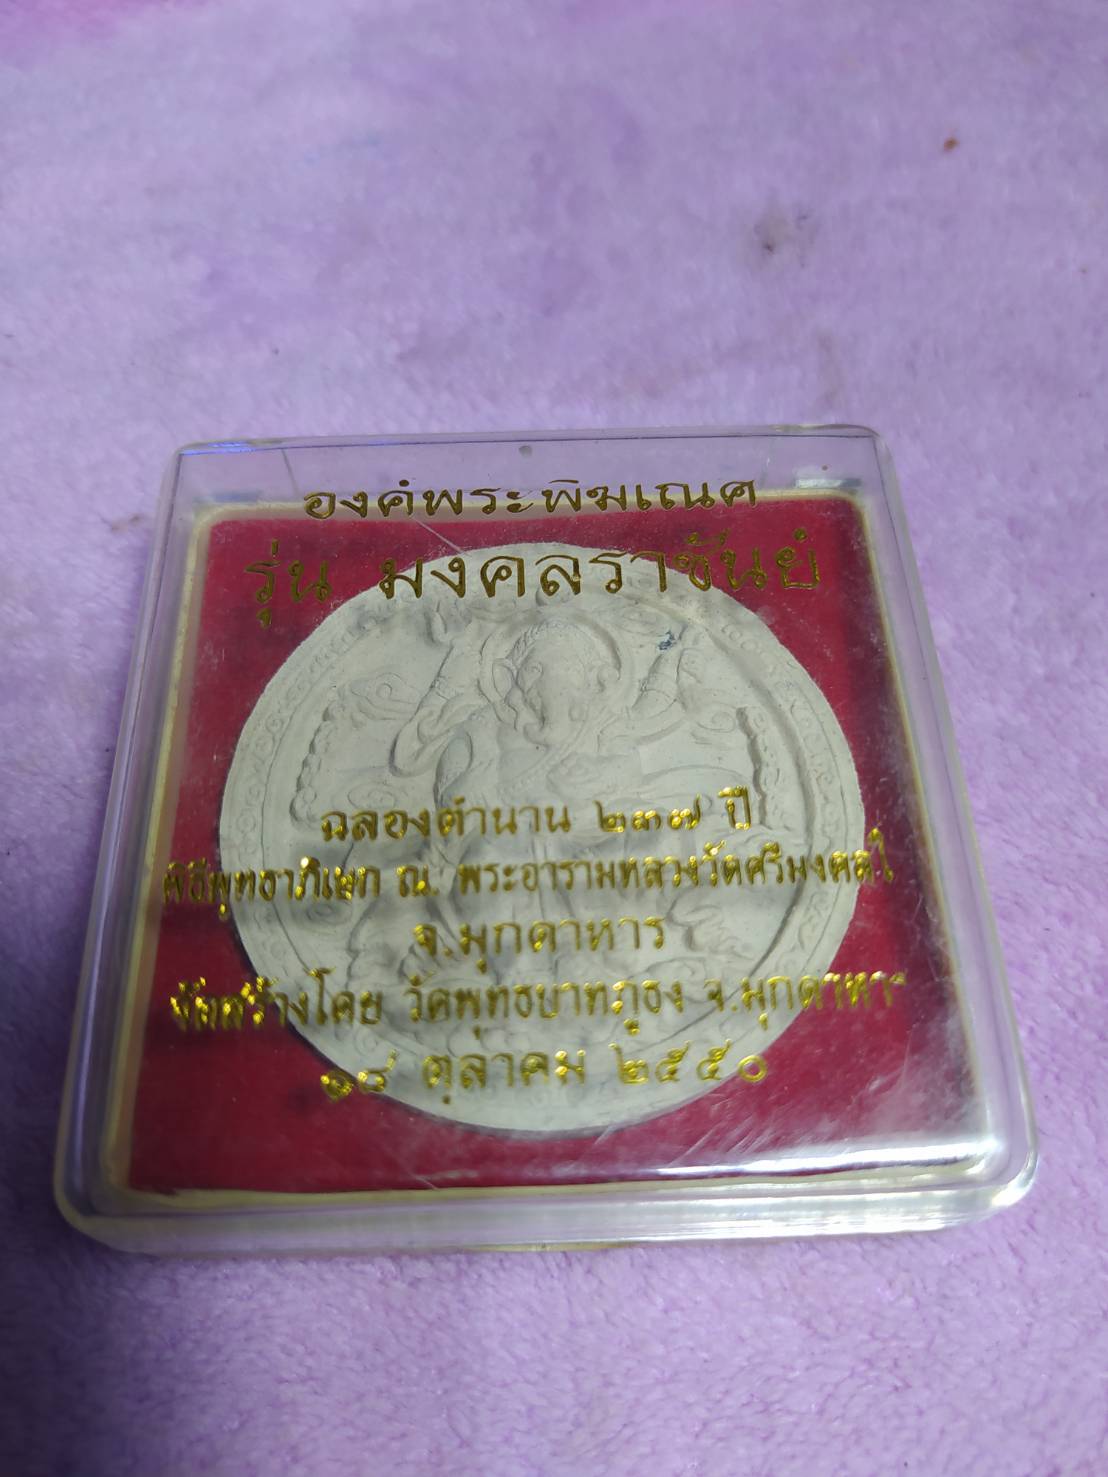 องค์พระพิฆเณศ
รุ่น มงคลราชันย์
ฉลองตำนาน ๒๓๗ ปี
พิธีพุทธาภิเษก ณ. พระอารามหลวงวัดศรีมงคลใ
จ.มุกดาหาร
จัดสร้างโดย วัดพุทธบาทภูธง จ.มุกดาหาร
๑๘ ตุลาคม ๒๕๕๐